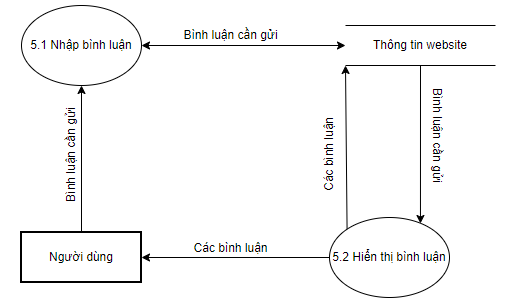 Bình luận cần gửi
5.1 Nhập bình luận
Thông tin website
Bình luận cần gửi
Các bình luận
Bình luận cần gửi
Các bình luận
Người dùng
5.2 Hiển thị bình luận